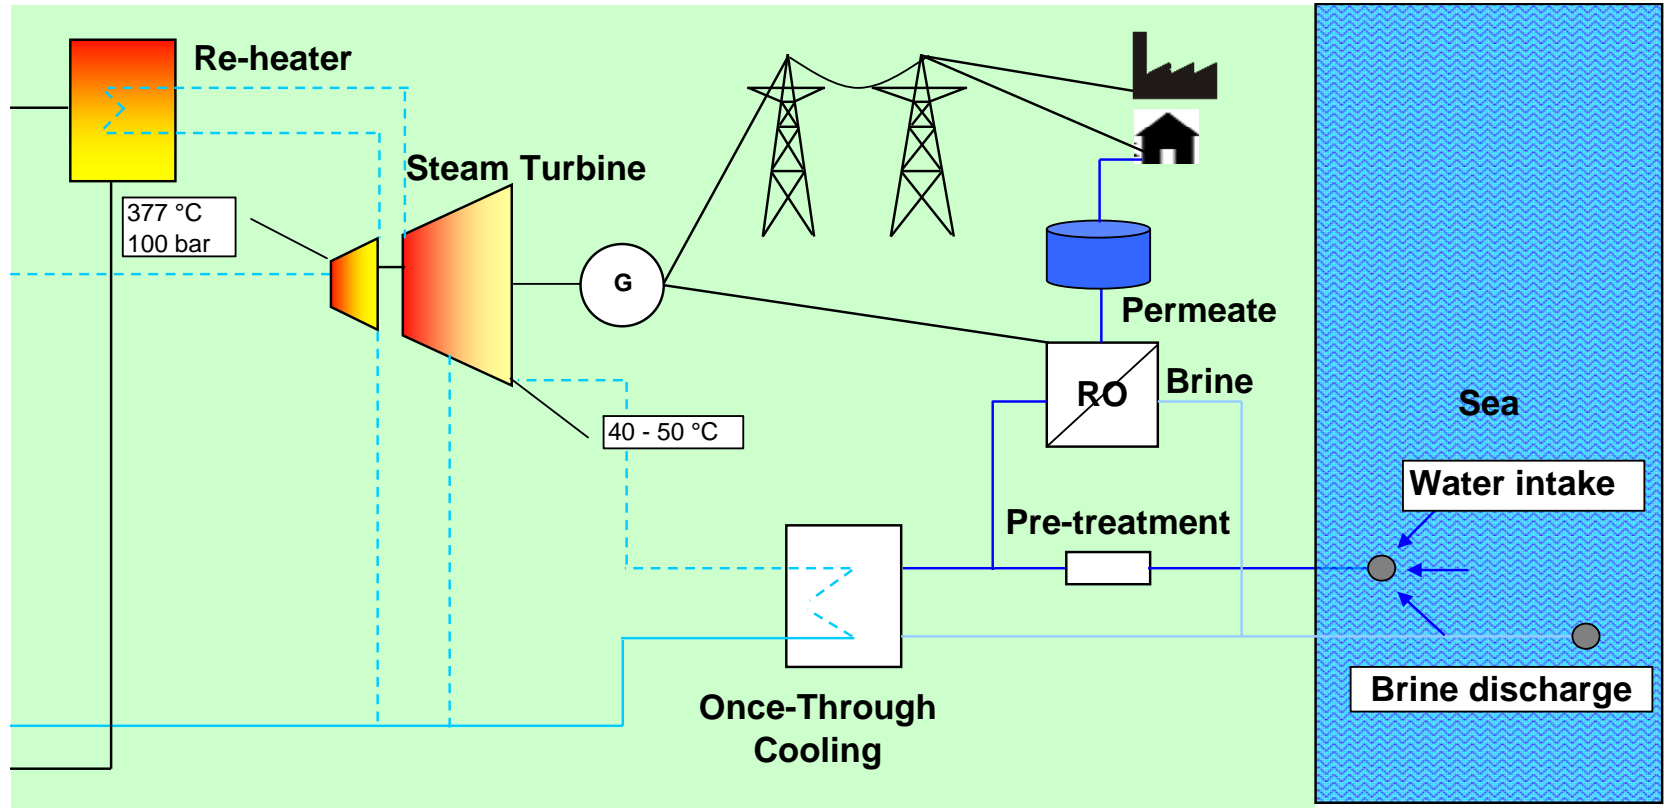 Re-heater
Steam Turbine
377 °C
100 bar
G
Permeate
RO
Brine
40 - 50 °C
Sea
Water intake
Pre-treatment
Brine discharge
Once-Through
Cooling